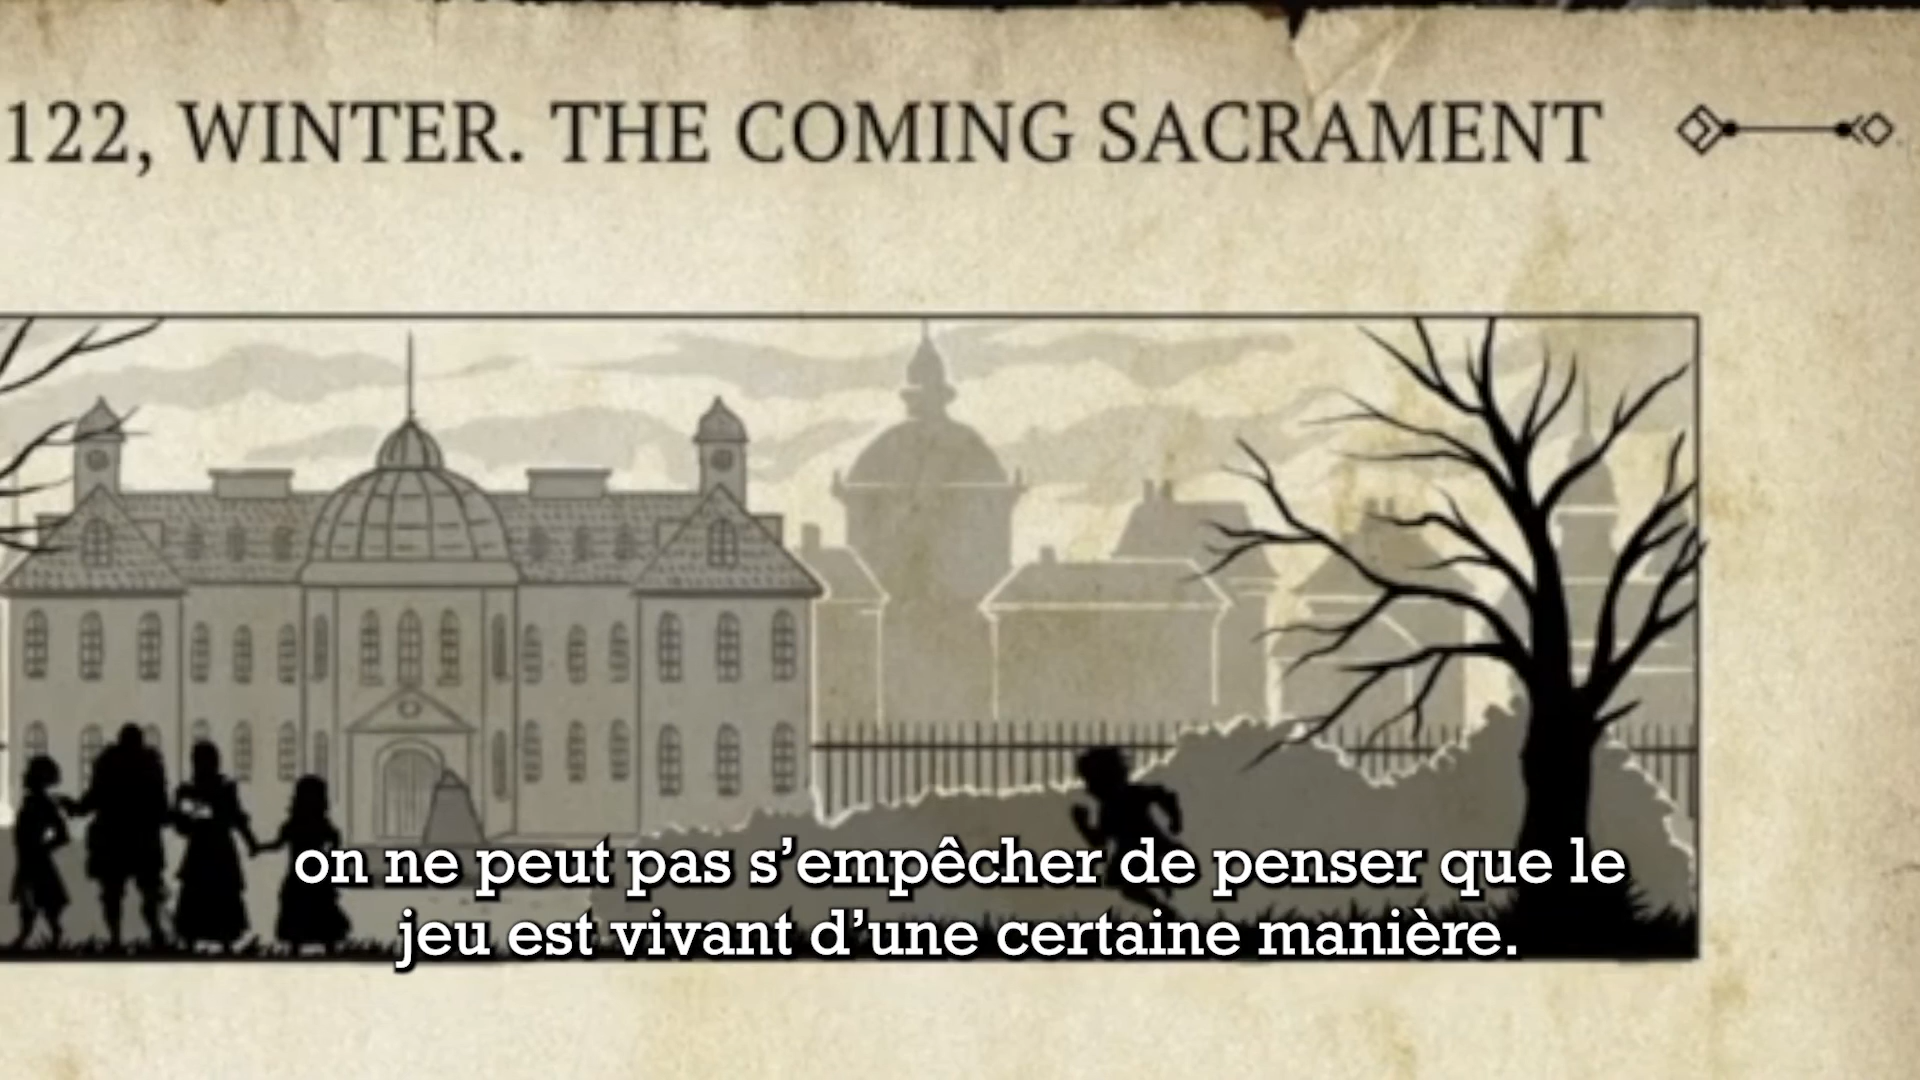 122, WINTER. THE COMING SACRAMENT
on ne peut pas s’empêcher de penser que le
jeu est vivant d’une certaine manière.